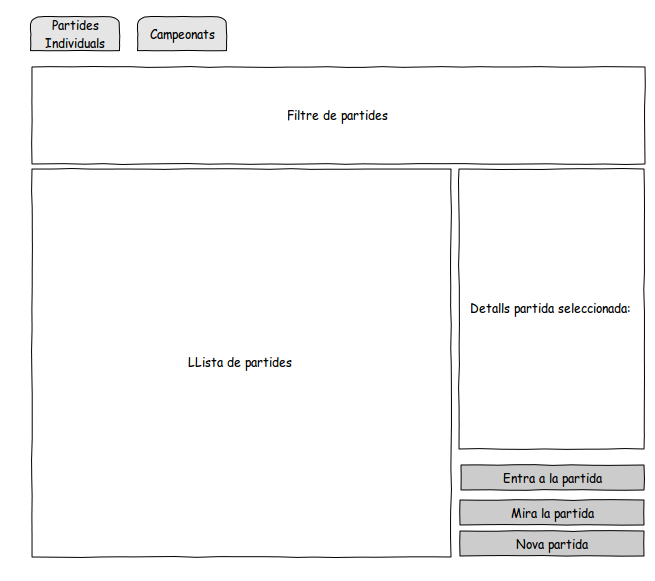 Partides
Individuals
Campeonats
Filtre de partides
LLista de partides
Detalls partida seleccionada:
Entra a la partida
Mira la partida
Nova partida